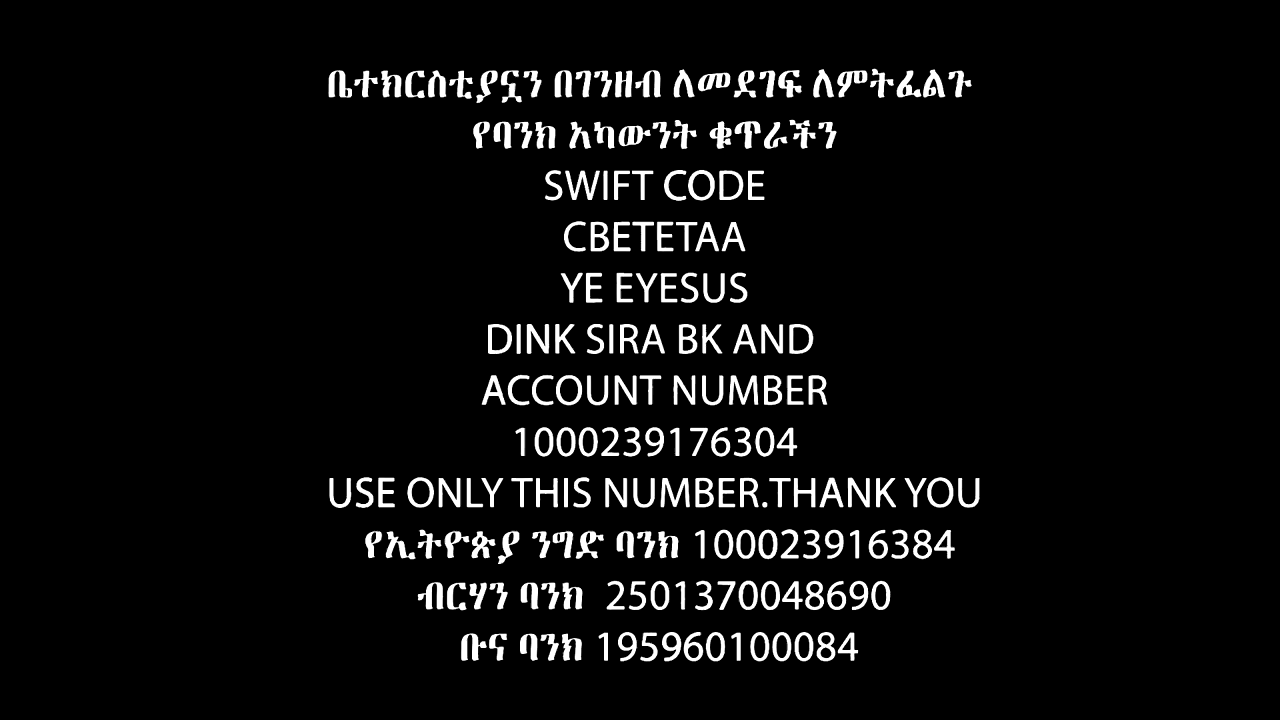 ቤተክርስቲያኗን በገንዘብ ለመደገፍ ለምትፈልጉ
የባንክ አካውንት ቁጥራችን
SWIFT CODE
CBETETAA
YE EYESUS
DINK SIRA BK AND
ACCOUNT NUMBER
1000239176304
USE ONLY THIS NUMBER.THANK YOU
የኢትዮጵያ ንግድ ባንክ 100023916384
ብርሃን ባንክ 2501370048690
ቡና ባንክ 195960100084